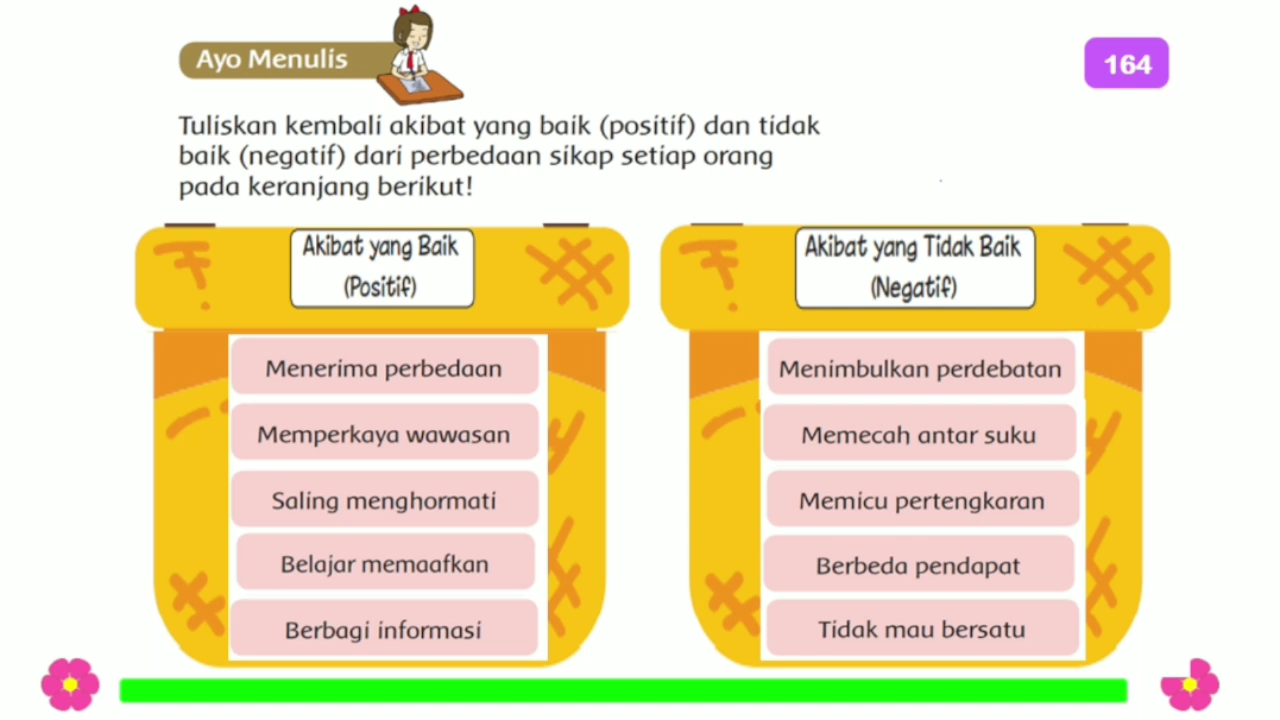 Ayo Menulis
164
Tuliskan kembali akibat yang baik (positif) dan tidak
baik (negatif) dari perbedaan sikap setiap orang
pada keranjang berikut!
Akibat yang Baik
(Positif)
Menerima perbedaan
Memperkaya wawasan
Saling menghormati
Belajar memaafkan
Berbagi informasi
Akibat yang Tidak Baik
(Negatif)
Menimbulkan perdebatan
Memecah antar suku
Memicu pertengkaran
Berbeda pendapat
Tidak mau bersatu